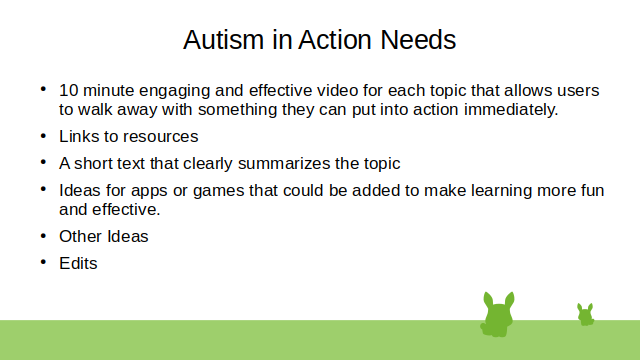 Autism in Action Needs
• 10 minute engaging and effective video for each topic that allows users
to walk away with something they can put into action immediately.
• Links to resources
• A short text that clearly summarizes the topic
• Ideas for apps or games that could be added to make learning more fun
and effective.
• Other Ideas
• Edits